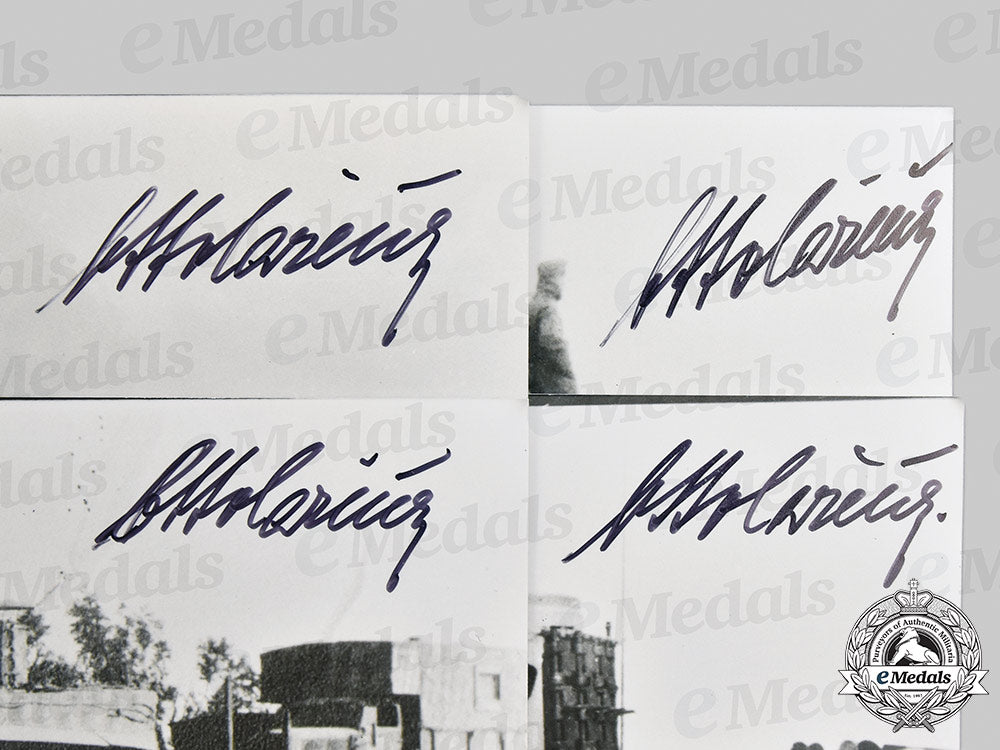 eMedals
Otto Carius
Otto Carius
Otto Carius
Otto Carius.
Purveyors of Authentic Militaria
eMedals